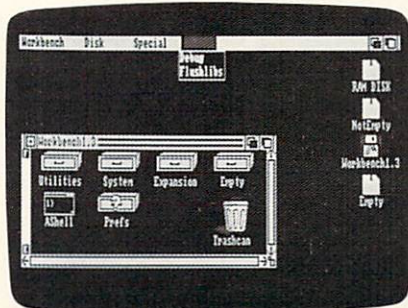 Workbench Disk Special
Debug
Flushlibs
RAM DISK
NotEmpty
Workbench1.3
Empty
Workbench1.3
Utilities System Expansion Empty
1>
AShell Prefs
Trashcan